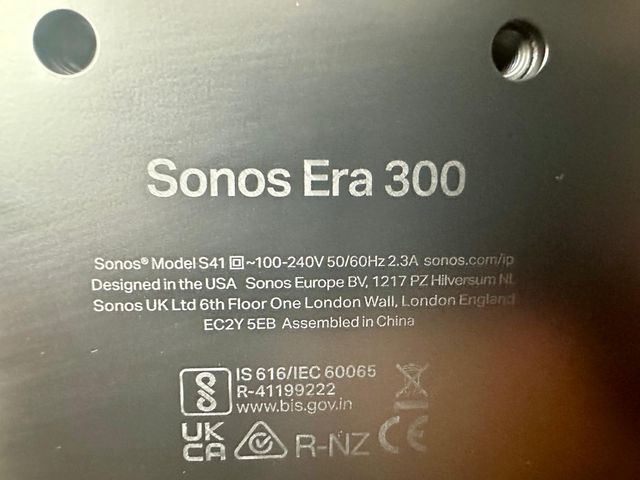 Sonos Era 300
Sonos® Model S41 ~100-240V 50/60Hz 2.3A sonos.com/ip
Designed in the USA Sonos Europe BV, 1217 PZ Hilversum NL
Sonos UK Ltd 6th Floor One London Wall, London England
EC2Y 5EB Assembled in China
IS 616/IEC 60065
R-41199222
www.bis.gov.in
UK
CA R-NZ CE